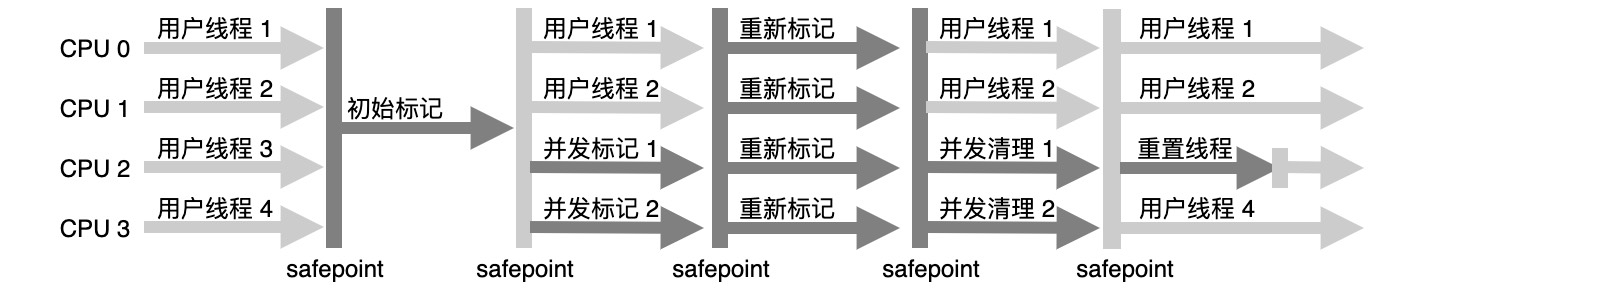 CPU 0 用户线程 1 用户线程 1 重新标记 用户线程 1 用户线程 1
CPU 1 用户线程 2 初始标记 用户线程 2 重新标记 用户线程 2 用户线程 2
CPU 2 用户线程 3 并发标记 1 重新标记 并发清理 1 重置线程
CPU 3 用户线程 4 并发标记 2 重新标记 并发清理 2 用户线程 4
safepoint safepoint safepoint safepoint safepoint